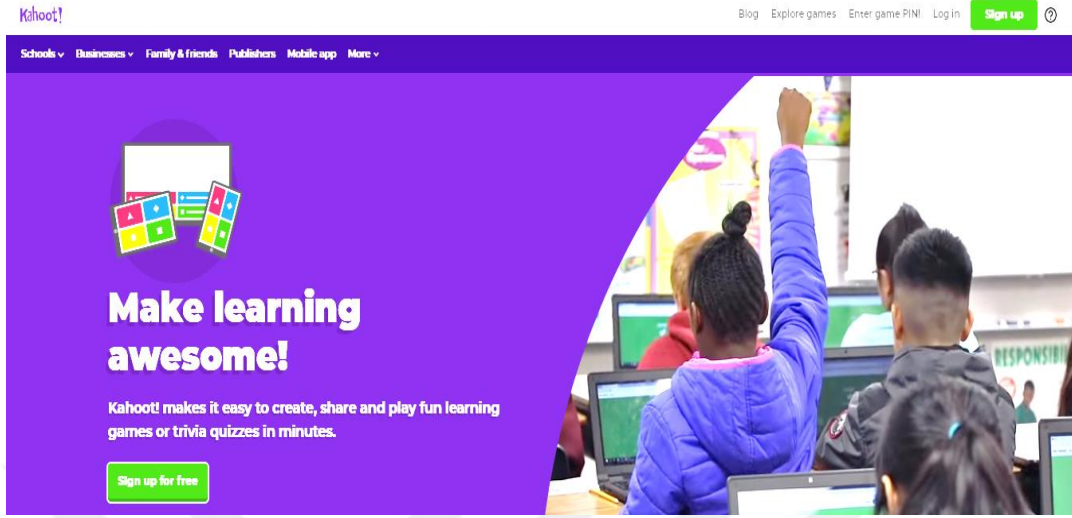 Kahoot!
Blog Explore games Enter game PIN! Log in Sign up ?
Schools Businesses Family & friends Publishers Mobile app More
Make learning
awesome!
Kahoot! makes it easy to create, share and play fun learning
games or trivia quizzes in minutes.
Sign up for free
RESPONSIBI